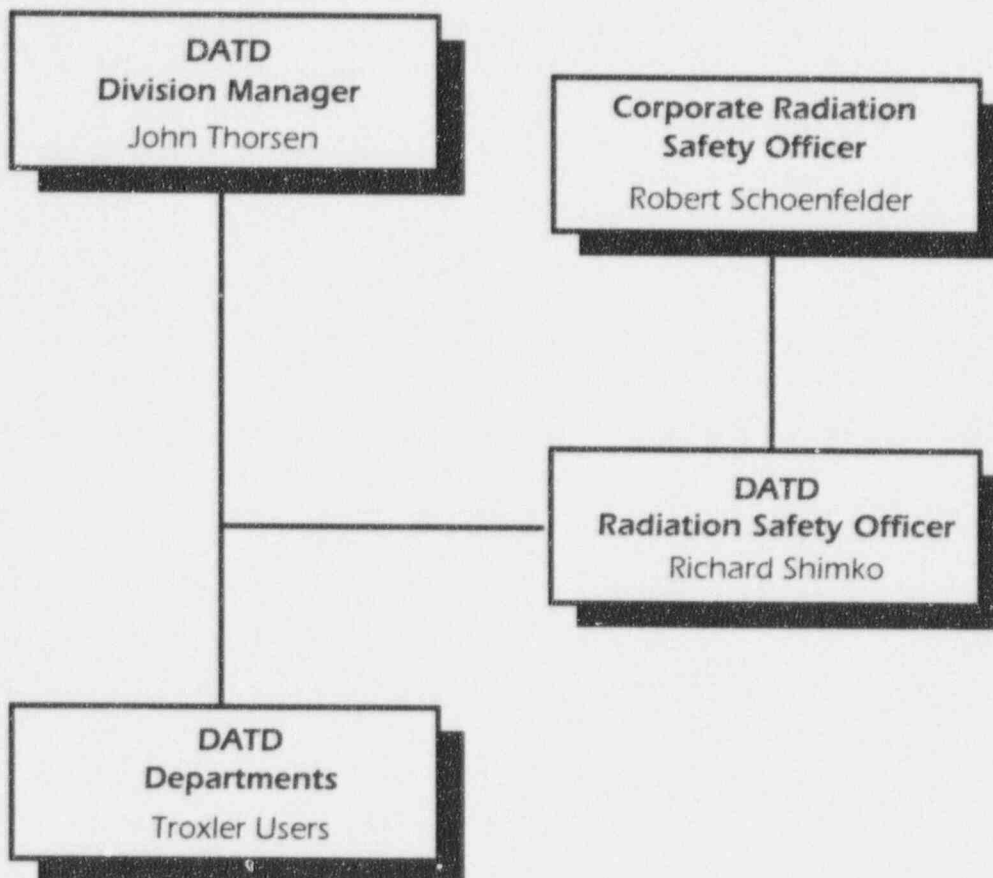 DATD
Division Manager
John Thorsen
Corporate Radiation
Safety Officer
Robert Schoenfelder
DATD
Radiation Safety Officer
Richard Shimko
DATD
Departments
Troxler Users